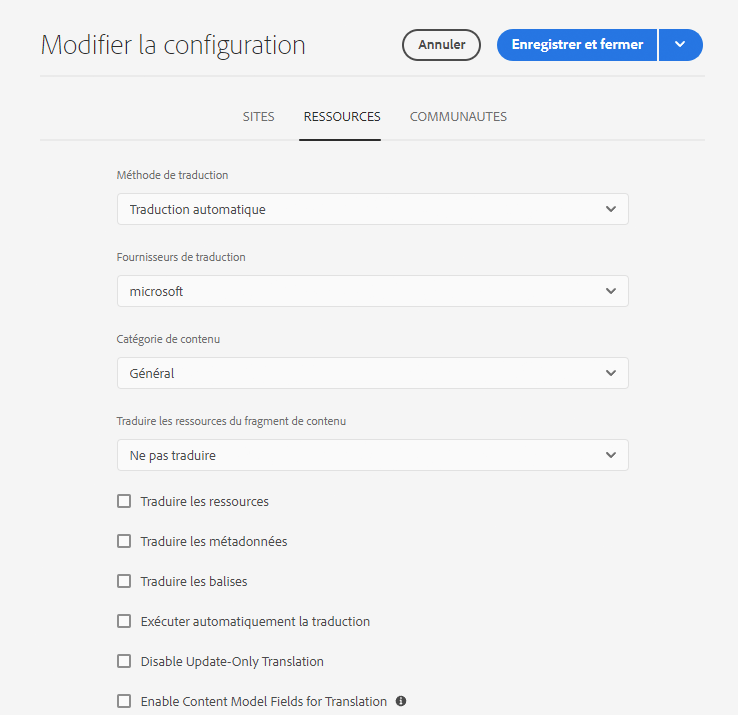 Modifier la configuration
Annuler
Enregistrer et fermer
SITES
RESSOURCES
COMMUNAUTES
Méthode de traduction
Traduction automatique
Fournisseurs de traduction
microsoft
Catégorie de contenu
Général
Traduire les ressources du fragment de contenu
Ne pas traduire
Traduire les ressources
Traduire les métadonnées
Traduire les balises
Exécuter automatiquement la traduction
Disable Update-Only Translation
Enable Content Model Fields for Translation